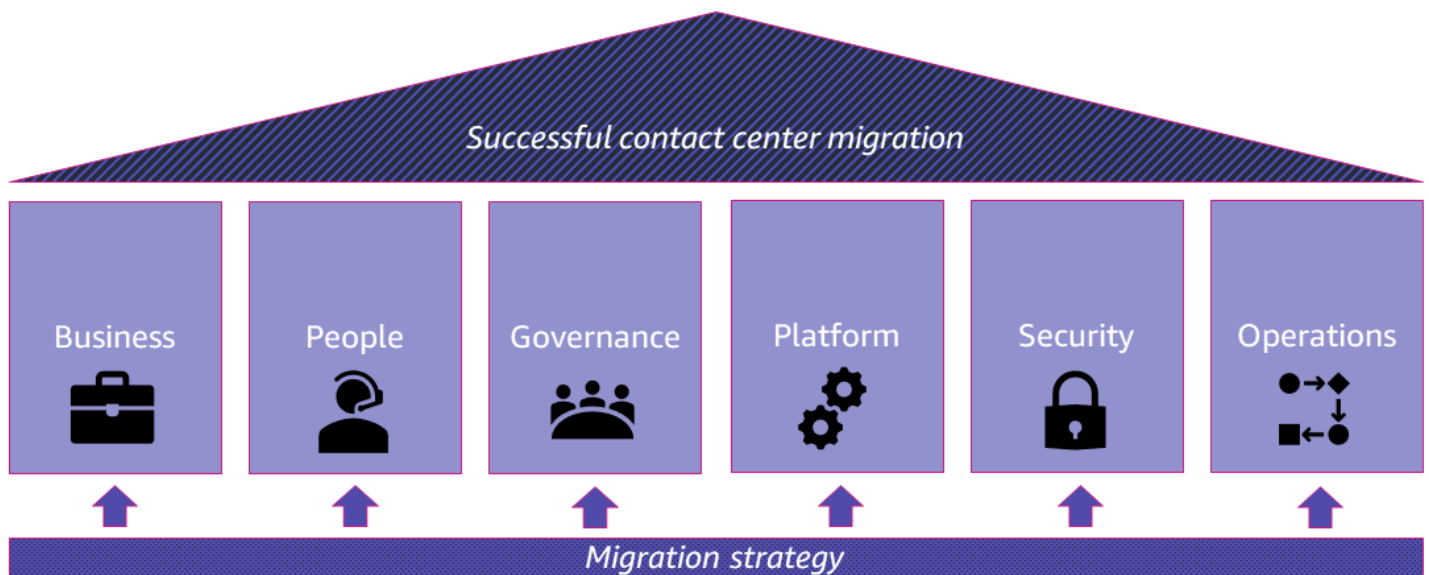 Successful contact center migration
Business
People
Governance
Platform
Security
Operations
Migration strategy